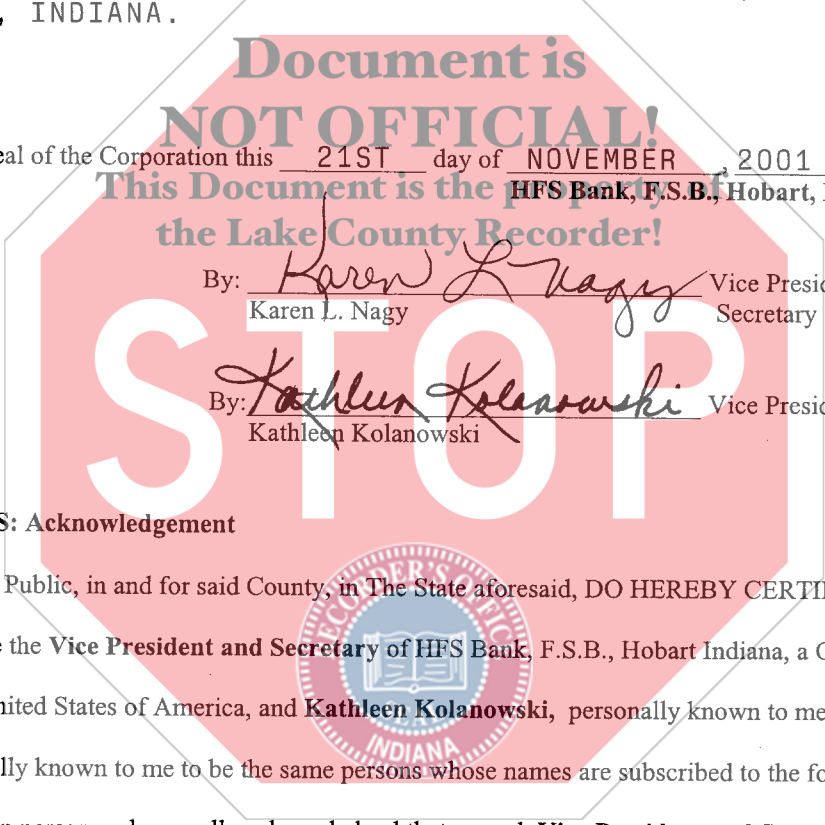 , INDIANA.
Document is
NOT OFFICIAL!
eal of the Corporation this 21ST day of NOVEMBER , 2001
This Document is the property of
HFS Bank, F.S.B., Hobart,
the Lake County Recorder!
By: Karen L Nagy Vice Presid
Karen L. Nagy Secretary
STOP
By: Kathleen Kolanowski Vice Presid
Kathleen Kolanowski
S: Acknowledgement
Public, in and for said County, in The State aforesaid, DO HEREBY CERTI
e the Vice President and Secretary of HFS Bank, F.S.B., Hobart Indiana, a C
nited States of America, and Kathleen Kolanowski, personally known to me
lly known to me to be the same persons whose names are subscribed to the fo
RECORDER'S OFFIC
INDIANA